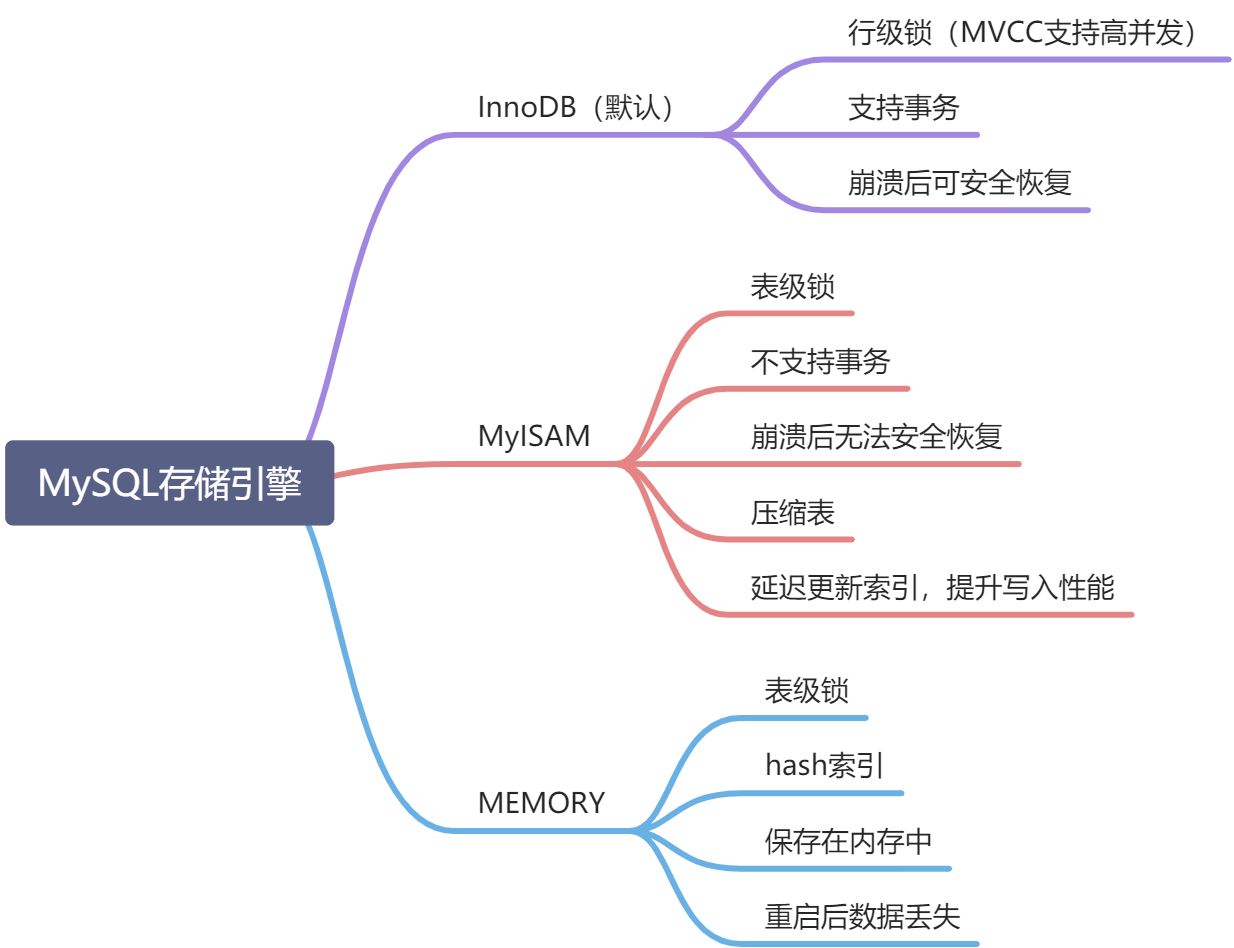 MySQL存储引擎
InnoDB（默认）
行级锁（MVCC支持高并发）
支持事务
崩溃后可安全恢复
MyISAM
表级锁
不支持事务
崩溃后无法安全恢复
压缩表
延迟更新索引，提升写入性能
MEMORY
表级锁
hash索引
保存在内存中
重启后数据丢失